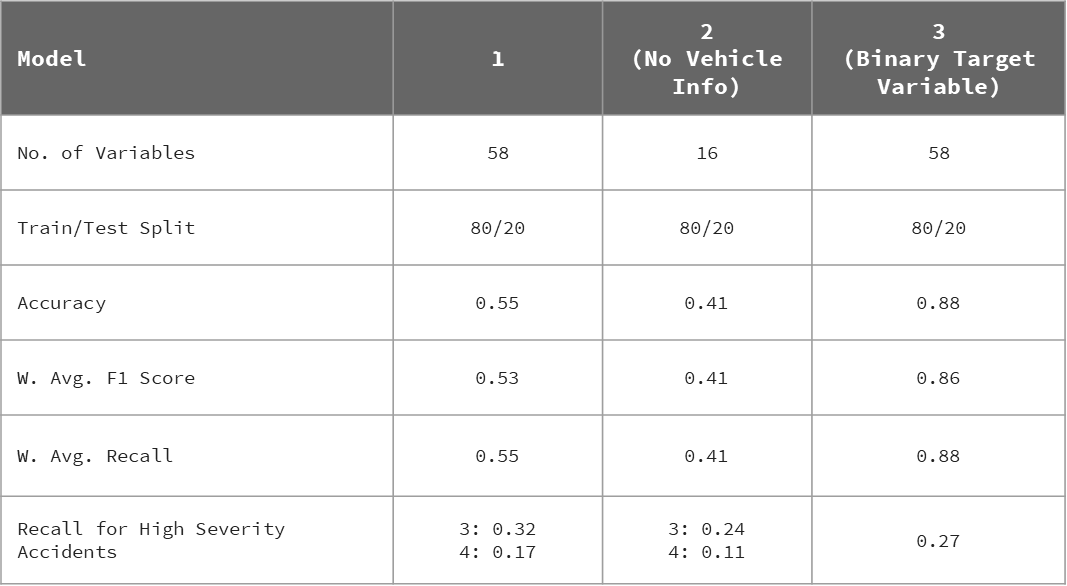 Model
1
2
(No Vehicle
Info)
3
(Binary Target
Variable)
No. of Variables
58
16
58
Train/Test Split
80/20
80/20
80/20
Accuracy
0.55
0.41
0.88
W. Avg. F1 Score
0.53
0.41
0.86
W. Avg. Recall
0.55
0.41
0.88
Recall for High Severity
Accidents
3: 0.32
4: 0.17
3: 0.24
4: 0.11
0.27